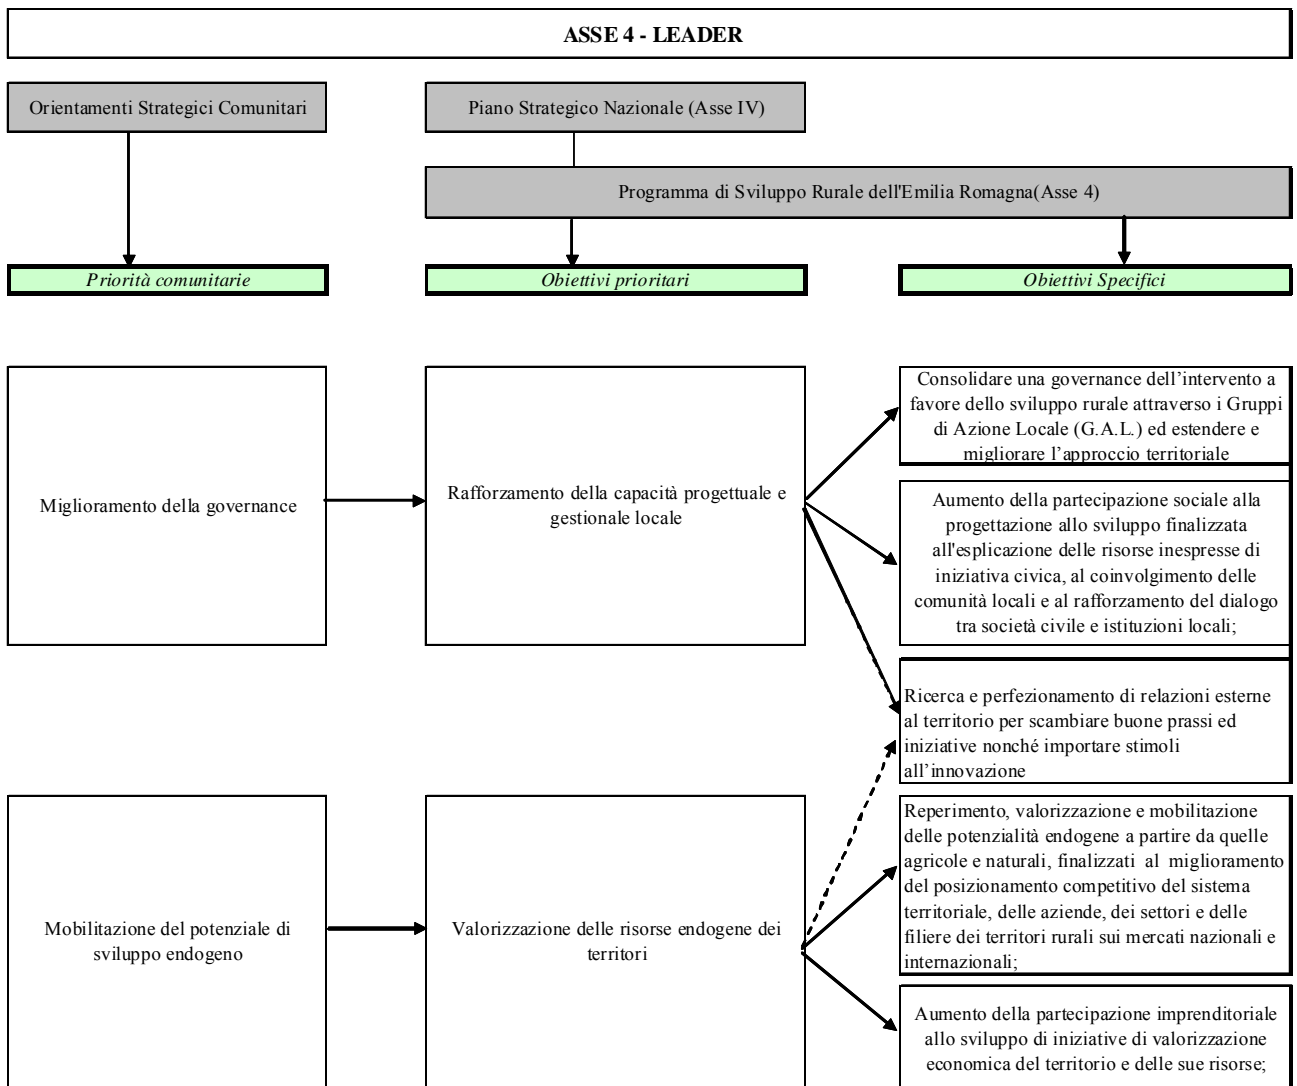 ASSE 4 - LEADER
Orientamenti Strategici Comunitari
Piano Strategico Nazionale (Asse IV)
Programma di Sviluppo Rurale dell'Emilia Romagna(Asse 4)
Priorità comunitarie
Obiettivi prioritari
Obiettivi Specifici
Miglioramento della governance
Rafforzamento della capacità progettuale e
gestionale locale
Consolidare una governance dell’intervento a
favore dello sviluppo rurale attraverso i Gruppi
di Azione Locale (G.A.L.) ed estendere e
migliorare l’approccio territoriale
Aumento della partecipazione sociale alla
progettazione allo sviluppo finalizzata
all'esplicazione delle risorse inespresse di
iniziativa civica, al coinvolgimento delle
comunità locali e al rafforzamento del dialogo
tra società civile e istituzioni locali;
Ricerca e perfezionamento di relazioni esterne
al territorio per scambiare buone prassi ed
iniziative nonché importare stimoli
all’innovazione
Mobilitazione del potenziale di
sviluppo endogeno
Valorizzazione delle risorse endogene dei
territori
Reperimento, valorizzazione e mobilitazione
delle potenzialità endogene a partire da quelle
agricole e naturali, finalizzati al miglioramento
del posizionamento competitivo del sistema
territoriale, delle aziende, dei settori e delle
filiere dei territori rurali sui mercati nazionali e
internazionali;
Aumento della partecipazione imprenditoriale
allo sviluppo di iniziative di valorizzazione
economica del territorio e delle sue risorse;